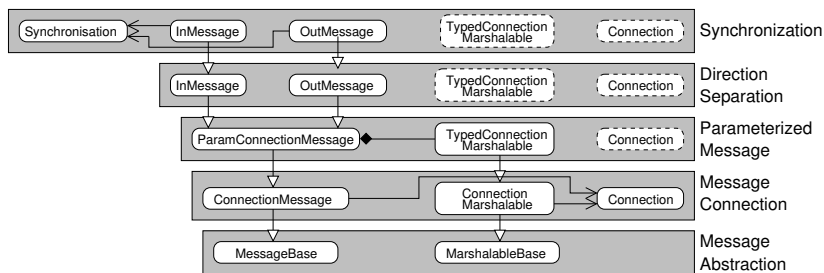 Synchronisation InMessage OutMessage TypedConnection Marshalable Connection Synchronization
InMessage OutMessage TypedConnection Marshalable Connection Direction Separation
ParamConnectionMessage TypedConnection Marshalable Connection Parameterized Message
ConnectionMessage Connection Marshalable Connection Message Connection
MessageBase MarshalableBase Message Abstraction